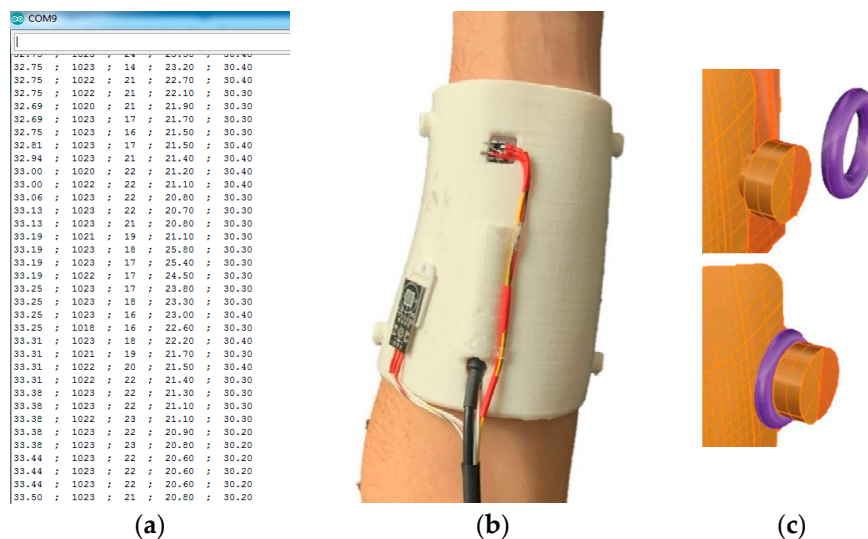 COM9
32.75 ; 1023 ; 14 ; 23.20 ; 30.40
32.75 ; 1022 ; 21 ; 22.70 ; 30.40
32.75 ; 1022 ; 21 ; 22.10 ; 30.30
32.69 ; 1020 ; 21 ; 21.90 ; 30.30
32.69 ; 1023 ; 17 ; 21.70 ; 30.30
32.75 ; 1023 ; 16 ; 21.50 ; 30.30
32.81 ; 1023 ; 17 ; 21.50 ; 30.40
32.94 ; 1023 ; 21 ; 21.40 ; 30.40
33.00 ; 1020 ; 22 ; 21.20 ; 30.40
33.00 ; 1022 ; 22 ; 21.10 ; 30.40
33.06 ; 1023 ; 22 ; 20.80 ; 30.30
33.13 ; 1023 ; 22 ; 20.70 ; 30.30
33.13 ; 1023 ; 21 ; 20.80 ; 30.30
33.19 ; 1021 ; 19 ; 21.10 ; 30.30
33.19 ; 1023 ; 18 ; 25.80 ; 30.30
33.19 ; 1023 ; 17 ; 25.40 ; 30.30
33.19 ; 1022 ; 17 ; 24.50 ; 30.30
33.25 ; 1023 ; 17 ; 23.80 ; 30.30
33.25 ; 1023 ; 18 ; 23.30 ; 30.30
33.25 ; 1023 ; 16 ; 23.00 ; 30.40
33.25 ; 1018 ; 16 ; 22.60 ; 30.30
33.31 ; 1023 ; 18 ; 22.20 ; 30.40
33.31 ; 1021 ; 19 ; 21.70 ; 30.30
33.31 ; 1022 ; 20 ; 21.50 ; 30.40
33.31 ; 1022 ; 22 ; 21.40 ; 30.30
33.38 ; 1023 ; 22 ; 21.30 ; 30.30
33.38 ; 1023 ; 22 ; 21.10 ; 30.30
33.38 ; 1022 ; 23 ; 21.10 ; 30.30
33.38 ; 1023 ; 22 ; 20.90 ; 30.20
33.38 ; 1023 ; 23 ; 20.80 ; 30.20
33.44 ; 1023 ; 22 ; 20.60 ; 30.20
33.44 ; 1023 ; 22 ; 20.60 ; 30.20
33.44 ; 1023 ; 22 ; 20.60 ; 30.20
33.50 ; 1023 ; 21 ; 20.80 ; 30.20
(a)
(b)
(c)